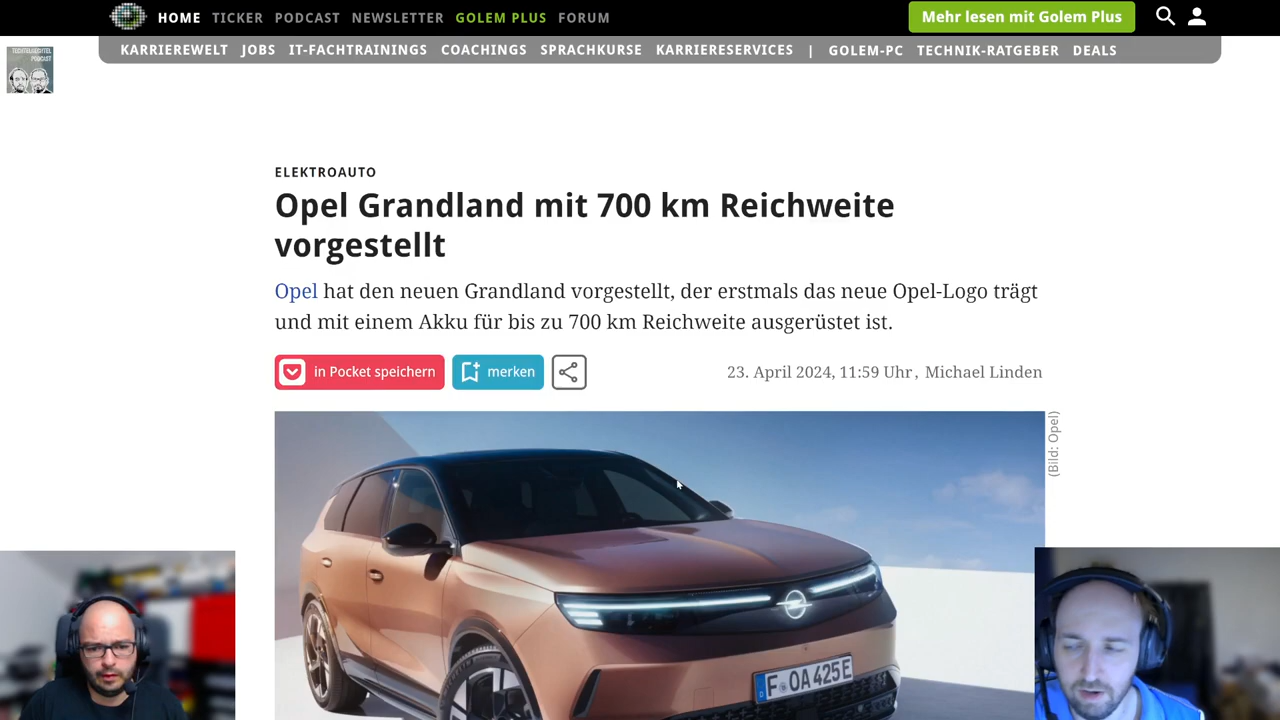 HOME TICKER PODCAST NEWSLETTER GOLEM PLUS FORUM Mehr lesen mit Golem Plus
KARRIEREWELT JOBS IT-FACHTRAININGS COACHINGS SPRACHKURSE KARRIERESERVICES | GOLEM-PC TECHNIK-RATGEBER DEALS
PODCAST
ELEKTROAUTO
Opel Grandland mit 700 km Reichweite
vorgestellt
Opel hat den neuen Grandland vorgestellt, der erstmals das neue Opel-Logo trägt
und mit einem Akku für bis zu 700 km Reichweite ausgerüstet ist.
in Pocket speichern merken 23. April 2024, 11:59 Uhr, Michael Linden
(Bild: Opel)
F OA 425E